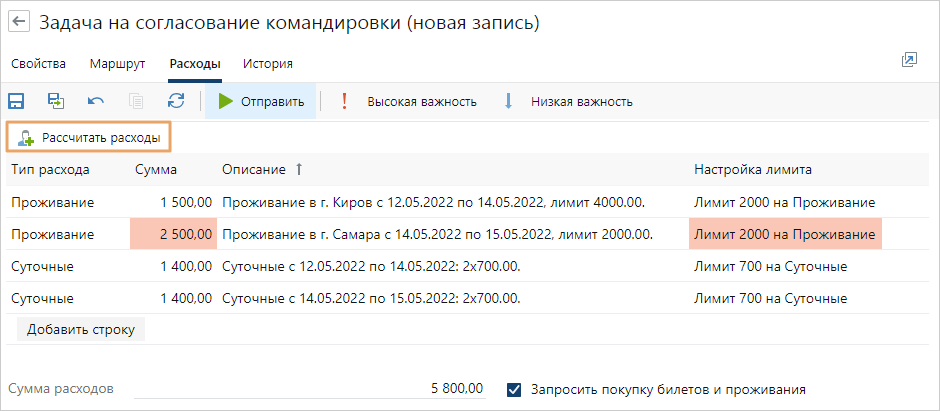 Задача на согласование командировки (новая запись)
Свойства Маршрут Расходы История
Отправить Высокая важность Низкая важность
Рассчитать расходы
Тип расхода Сумма Описание Настройка лимита
Проживание 1 500,00 Проживание в г. Киров с 12.05.2022 по 14.05.2022, лимит 4000.00. Лимит 2000 на Проживание
Проживание 2 500,00 Проживание в г. Самара с 14.05.2022 по 15.05.2022, лимит 2000.00. Лимит 2000 на Проживание
Суточные 1 400,00 Суточные с 12.05.2022 по 14.05.2022: 2x700.00. Лимит 700 на Суточные
Суточные 1 400,00 Суточные с 14.05.2022 по 15.05.2022: 2x700.00. Лимит 700 на Суточные
Добавить строку
Сумма расходов 5 800,00 Запросить покупку билетов и проживания